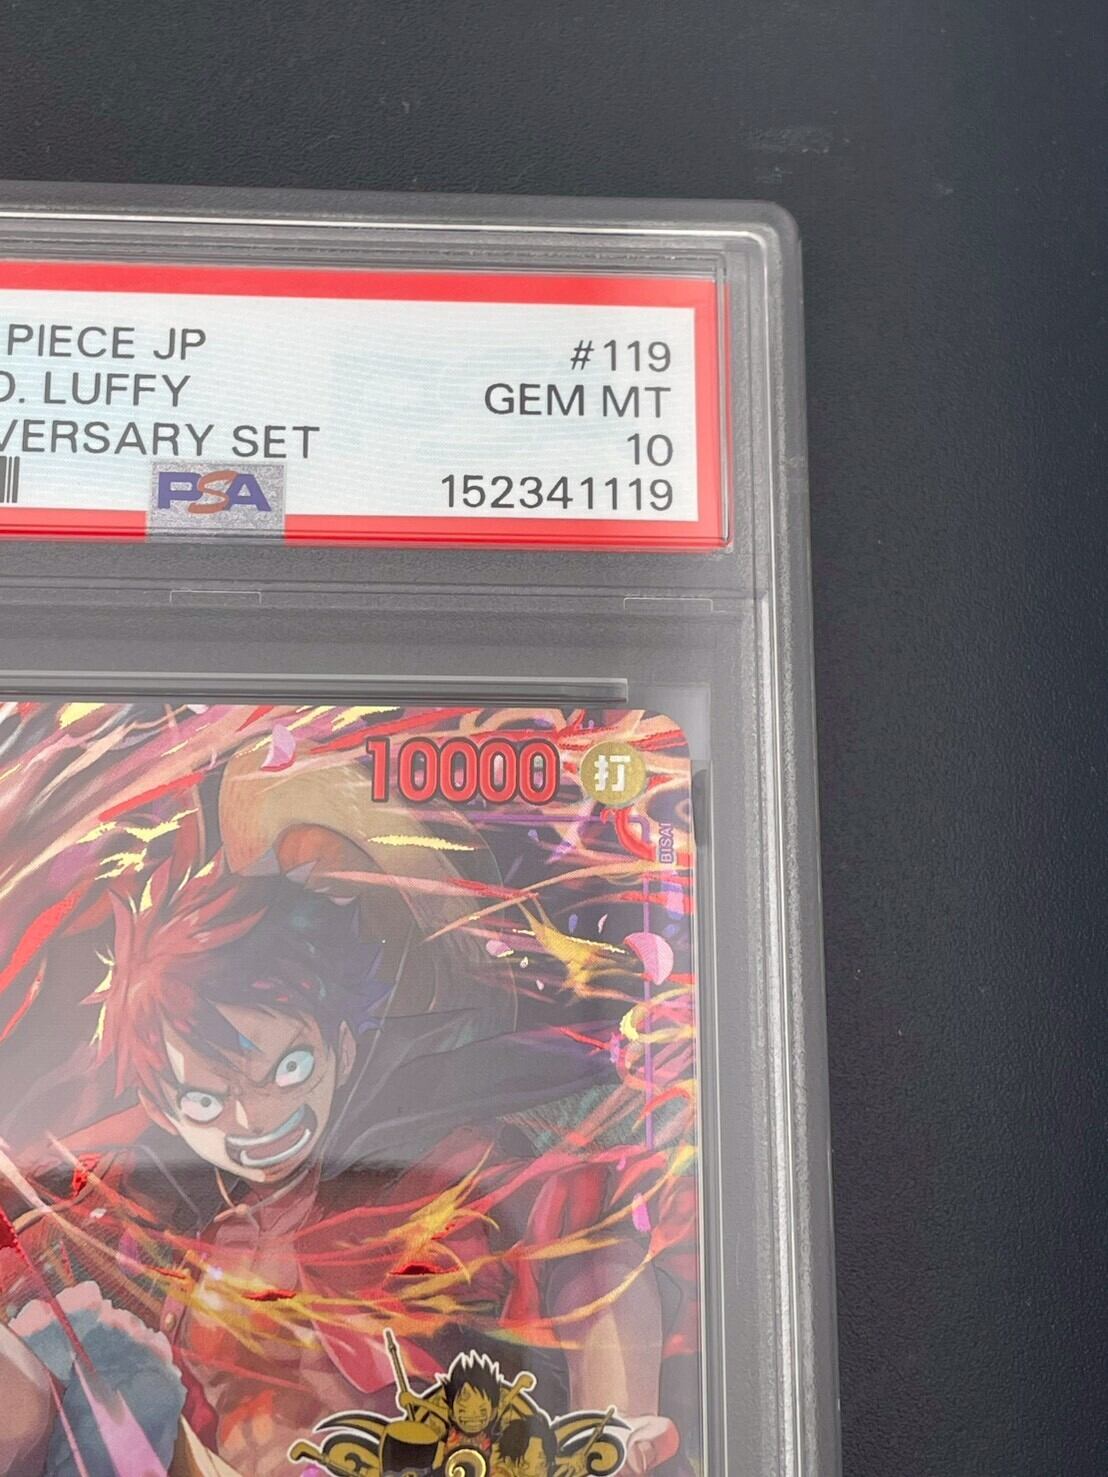 PIECE JP
D. LUFFY
VERSARY SET
#119
GEM MT
10
152341119
PSA
10000
打
BISAI